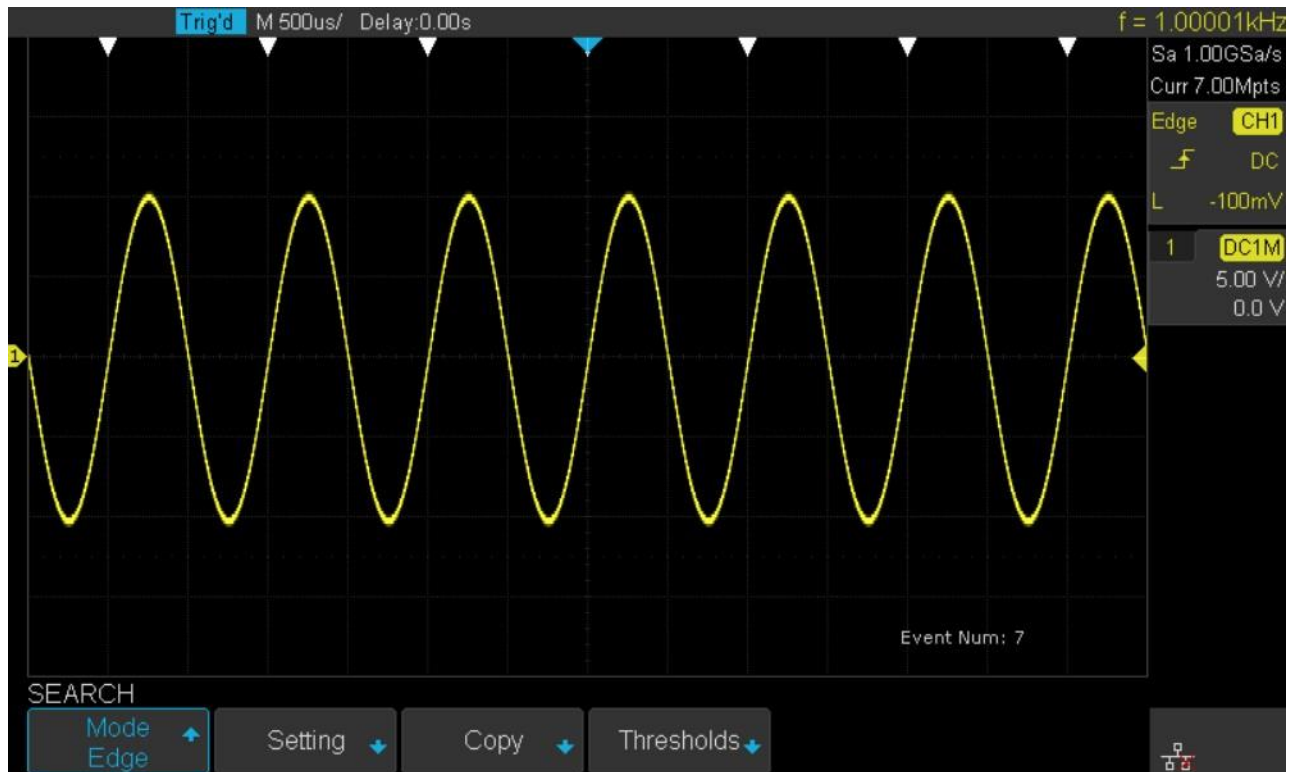 Trig'd M 500us/ Delay:0.00s f = 1.00001kHz
Sa 1.00GSa/s
Curr 7.00Mpts
Edge CH1
DC
L -100mV
1 DC1M
5.00 V/
0.0 V
1
Event Num: 7
SEARCH
Mode Setting Copy Thresholds
Edge